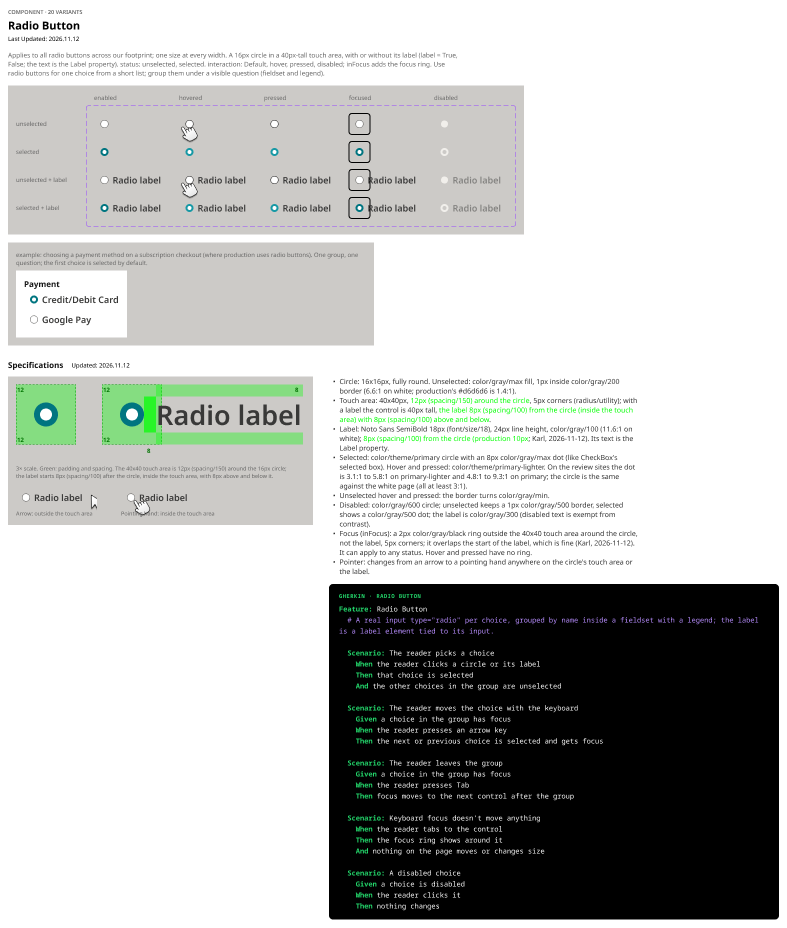 COMPONENT · 20 VARIANTS
Radio Button
Last Updated: 2026.11.12
Applies to all radio buttons across our footprint; one size at every width. A 16px circle in a 40px-tall touch area, with or without its label (label = True,
False; the text is the Label property). status: unselected, selected. interaction: Default, hover, pressed, disabled; inFocus adds the focus ring. Use
radio buttons for one choice from a short list; group them under a visible question (fieldset and legend).
enabled hovered pressed focused disabled
unselected
selected
unselected + label Radio label Radio label Radio label Radio label Radio label
selected + label Radio label Radio label Radio label Radio label Radio label
example: choosing a payment method on a subscription checkout (where production uses radio buttons). One group, one
question; the first choice is selected by default.
Payment
Credit/Debit Card
Google Pay
Specifications Updated: 2026.11.12
12 12 8
Radio label
12 12
8
3× scale. Green: padding and spacing. The 40x40 touch area is 12px (spacing/150) around the 16px circle;
the label starts 8px (spacing/100) after the circle, inside the touch area, with 8px above and below it.
Radio label Radio label
Arrow: outside the touch area Pointing hand: inside the touch area
• Circle: 16x16px, fully round. Unselected: color/gray/max fill, 1px inside color/gray/200
border (6.6:1 on white; production's #d6d6d6 is 1.4:1).
• Touch area: 40x40px, 12px (spacing/150) around the circle, 5px corners (radius/utility); with
a label the control is 40px tall, the label 8px (spacing/100) from the circle (inside the touch
area) with 8px (spacing/100) above and below.
• Label: Noto Sans SemiBold 18px (font/size/18), 24px line height, color/gray/100 (11.6:1 on
white); 8px (spacing/100) from the circle (production 10px; Karl, 2026-11-12). Its text is the
Label property.
• Selected: color/theme/primary circle with an 8px color/gray/max dot (like CheckBox's
selected box). Hover and pressed: color/theme/primary-lighter. On the review sites the dot
is 3.1:1 to 5.8:1 on primary-lighter and 4.8:1 to 9.3:1 on primary; the circle is the same
against the white page (all at least 3:1).
• Unselected hover and pressed: the border turns color/gray/min.
• Disabled: color/gray/600 circle; unselected keeps a 1px color/gray/500 border, selected
shows a color/gray/500 dot; the label is color/gray/300 (disabled text is exempt from
contrast).
• Focus (inFocus): a 2px color/gray/black ring outside the 40x40 touch area around the circle,
not the label, 5px corners; it overlaps the start of the label, which is fine (Karl, 2026-11-12).
It can apply to any status. Hover and pressed have no ring.
• Pointer: changes from an arrow to a pointing hand anywhere on the circle's touch area or
the label.
GHERKIN · RADIO BUTTON
Feature: Radio Button
# A real input type="radio" per choice, grouped by name inside a fieldset with a legend; the label
is a label element tied to its input.
Scenario: The reader picks a choice
When the reader clicks a circle or its label
Then that choice is selected
And the other choices in the group are unselected
Scenario: The reader moves the choice with the keyboard
Given a choice in the group has focus
When the reader presses an arrow key
Then the next or previous choice is selected and gets focus
Scenario: The reader leaves the group
Given a choice in the group has focus
When the reader presses Tab
Then focus moves to the next control after the group
Scenario: Keyboard focus doesn't move anything
When the reader tabs to the control
Then the focus ring shows around it
And nothing on the page moves or changes size
Scenario: A disabled choice
Given a choice is disabled
When the reader clicks it
Then nothing changes